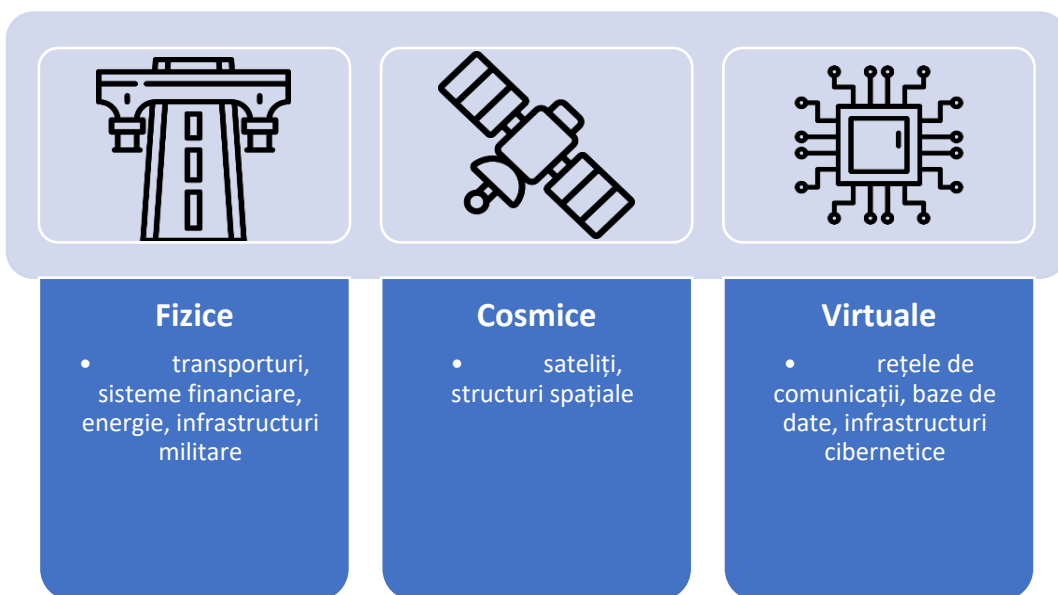 Fizice
• transporturi,
sisteme financiare,
energie, infrastructuri
militare
Cosmice
• sateliți,
structuri spațiale
Virtuale
• rețele de
comunicații, baze de
date, infrastructuri
cibernetice